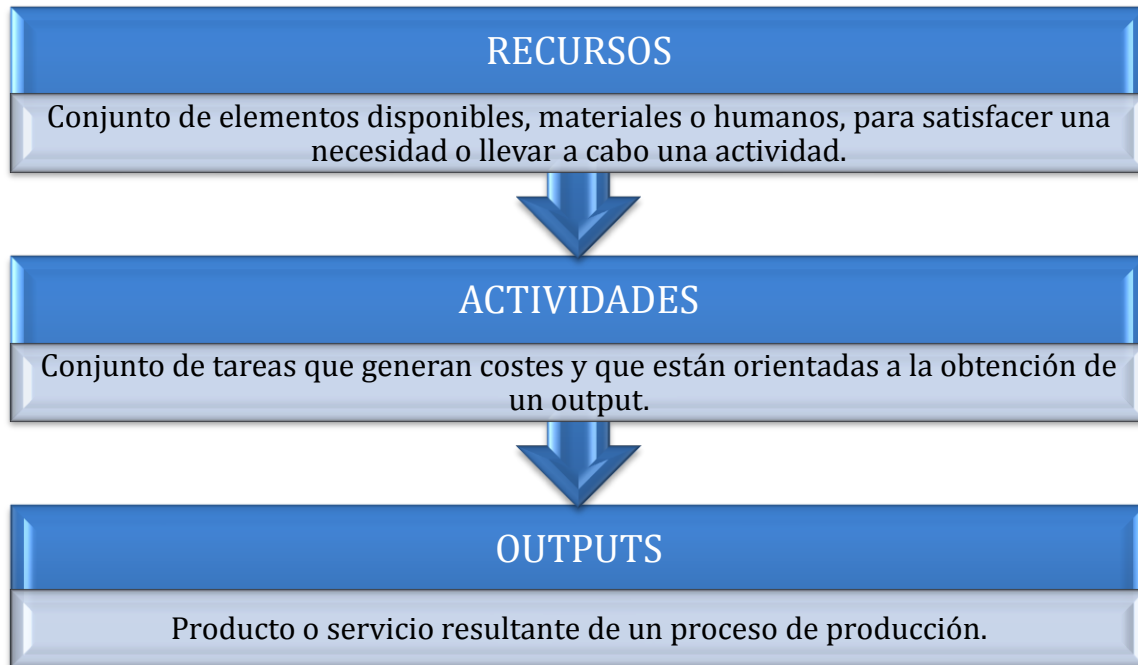 RECURSOS
Conjunto de elementos disponibles, materiales o humanos, para satisfacer una
necesidad o llevar a cabo una actividad.
ACTIVIDADES
Conjunto de tareas que generan costes y que están orientadas a la obtención de
un output.
OUTPUTS
Producto o servicio resultante de un proceso de producción.